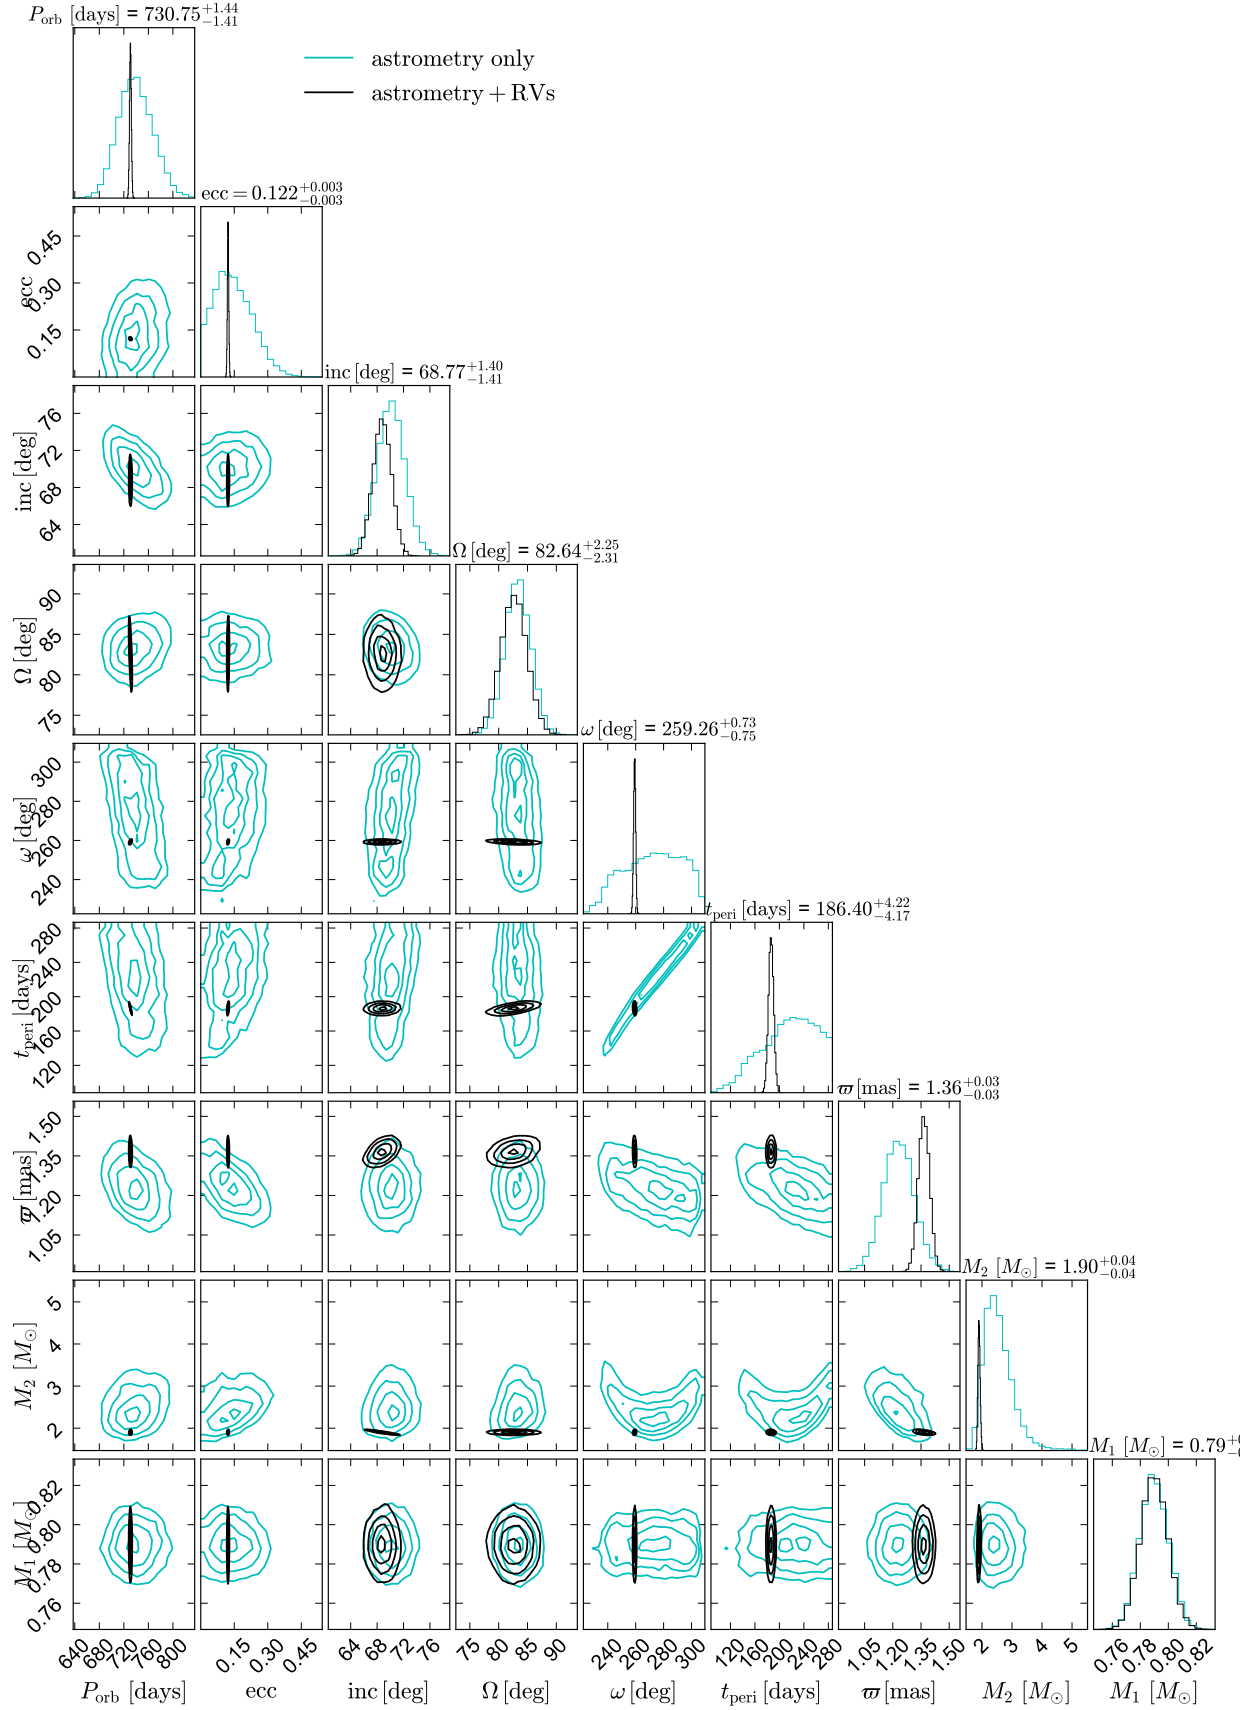 P_orb [days] = 730.75 +1.44 −1.41
astrometry only
astrometry + RVs
ecc = 0.122 +0.003 −0.003
0.45
0.30
0.15
ecc
inc [deg] = 68.77 +1.40 −1.41
76
72
68
64
inc [deg]
Ω [deg] = 82.64 +2.25 −2.31
90
85
80
75
Ω [deg]
ω [deg] = 259.26 +0.73 −0.75
300
280
260
240
ω [deg]
t_peri [days] = 186.40 +4.22 −4.17
280
240
200
160
120
t_peri [days]
ϖ [mas] = 1.36 +0.03 −0.03
1.50
1.35
1.20
1.05
ϖ [mas]
M_2 [M_⊙] = 1.90 +0.04 −0.04
5
4
3
2
M_2 [M_⊙]
M_1 [M_⊙] = 0.79 +0 −0
0.82
0.80
0.78
0.76
M_1 [M_⊙]
640 680 720 760 800 0.15 0.30 0.45 64 68 72 76 75 80 85 90 240 260 280 300 120 160 200 240 280 1.05 1.20 1.35 1.50 2 3 4 5 0.76 0.78 0.80 0.82
P_orb [days] ecc inc [deg] Ω [deg] ω [deg] t_peri [days] ϖ [mas] M_2 [M_⊙] M_1 [M_⊙]